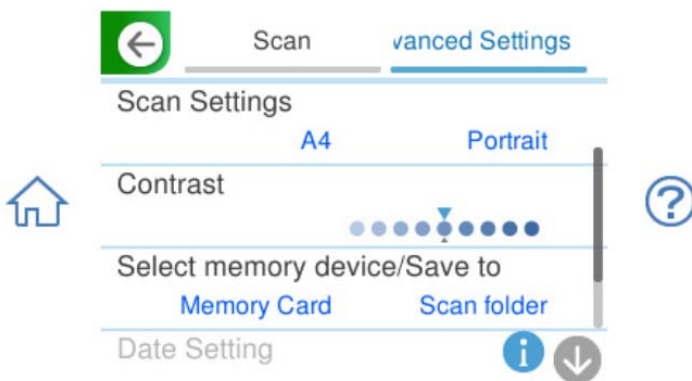 Scan vanced Settings
Scan Settings
A4 Portrait
Contrast
Select memory device/Save to
Memory Card Scan folder
Date Setting
i
?